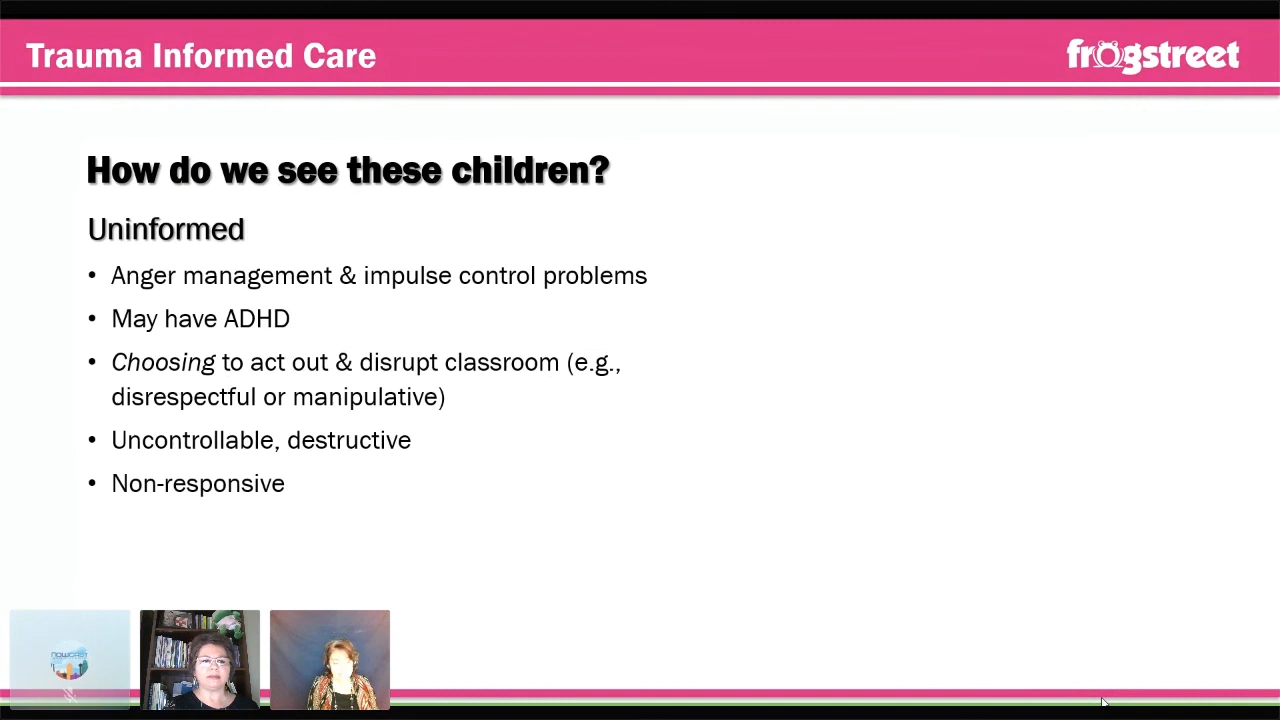 Trauma Informed Care
frogstreet
How do we see these children?
Uninformed
• Anger management & impulse control problems
• May have ADHD
• Choosing to act out & disrupt classroom (e.g.,
disrespectful or manipulative)
• Uncontrollable, destructive
• Non-responsive
NOWCAST